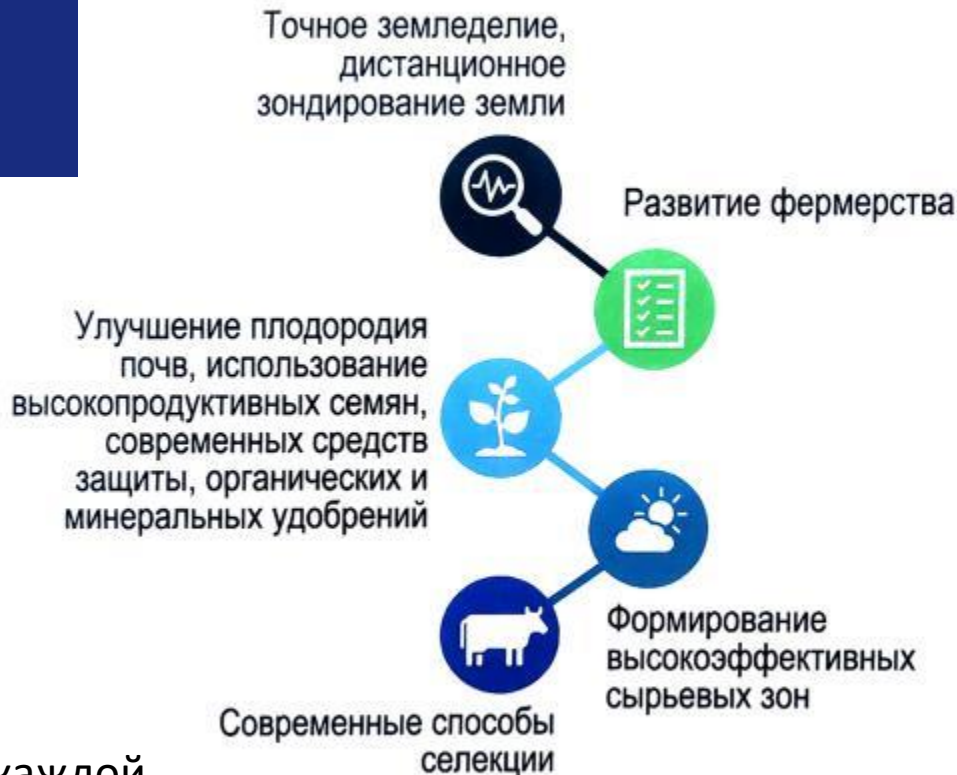 Точное земледелие,
дистанционное
зондирование земли
Развитие фермерства
Улучшение плодородия
почв, использование
высокопродуктивных семян,
современных средств
защиты, органических и
минеральных удобрений
Формирование
высокоэффективных
сырьевых зон
Современные способы
селекции
каждой